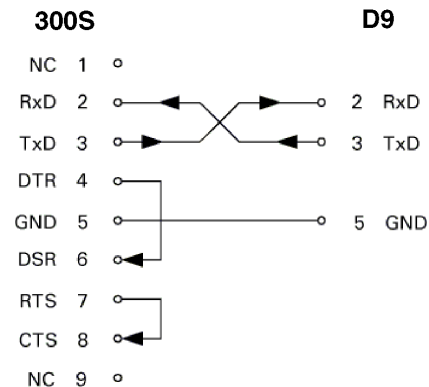 300S D9
NC 1
RxD 2 2 RxD
TxD 3 3 TxD
DTR 4
GND 5 5 GND
DSR 6
RTS 7
CTS 8
NC 9